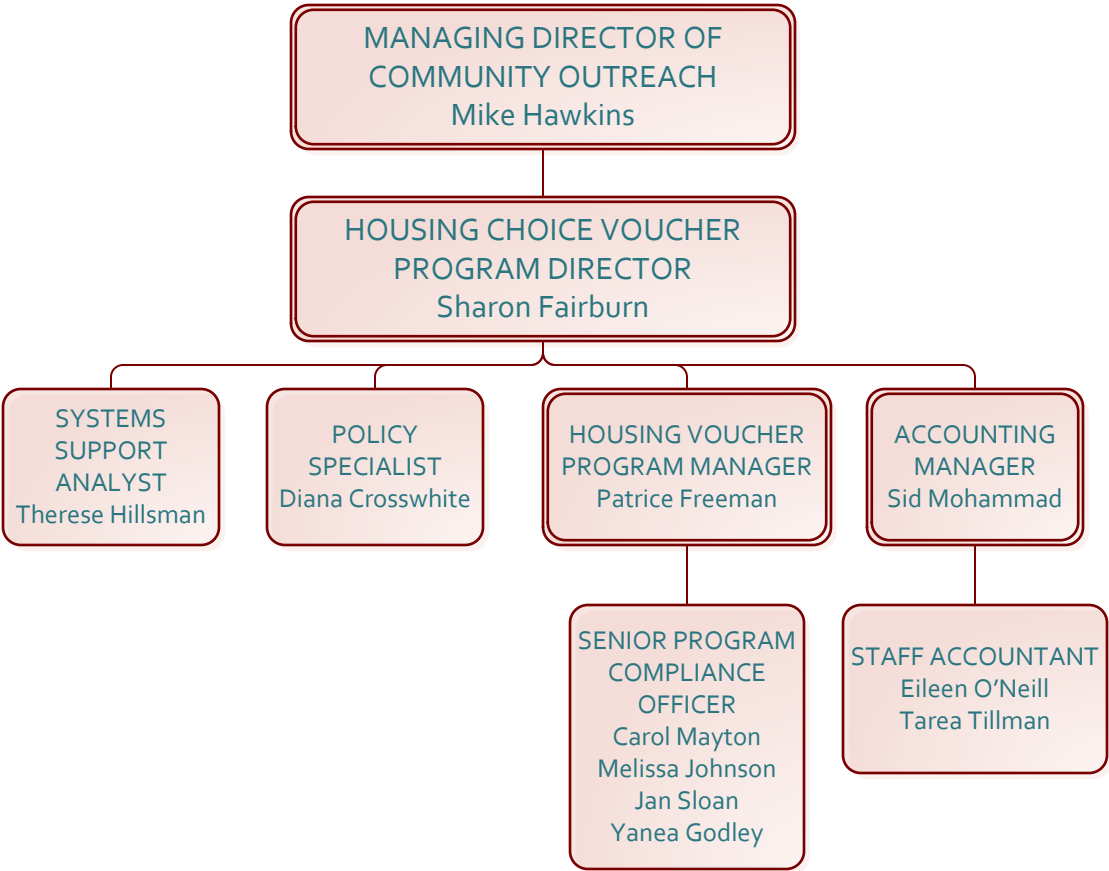 MANAGING DIRECTOR OF
COMMUNITY OUTREACH
Mike Hawkins
HOUSING CHOICE VOUCHER
PROGRAM DIRECTOR
Sharon Fairburn
SYSTEMS
SUPPORT
ANALYST
Therese Hillsman
POLICY
SPECIALIST
Diana Crosswhite
HOUSING VOUCHER
PROGRAM MANAGER
Patrice Freeman
ACCOUNTING
MANAGER
Sid Mohammad
SENIOR PROGRAM
COMPLIANCE
OFFICER
Carol Mayton
Melissa Johnson
Jan Sloan
Yanea Godley
STAFF ACCOUNTANT
Eileen O’Neill
Tarea Tillman